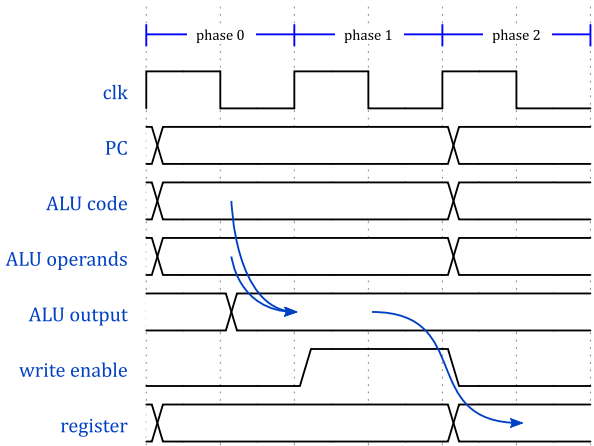 phase 0 phase 1 phase 2
clk
PC
ALU code
ALU operands
ALU output
write enable
register